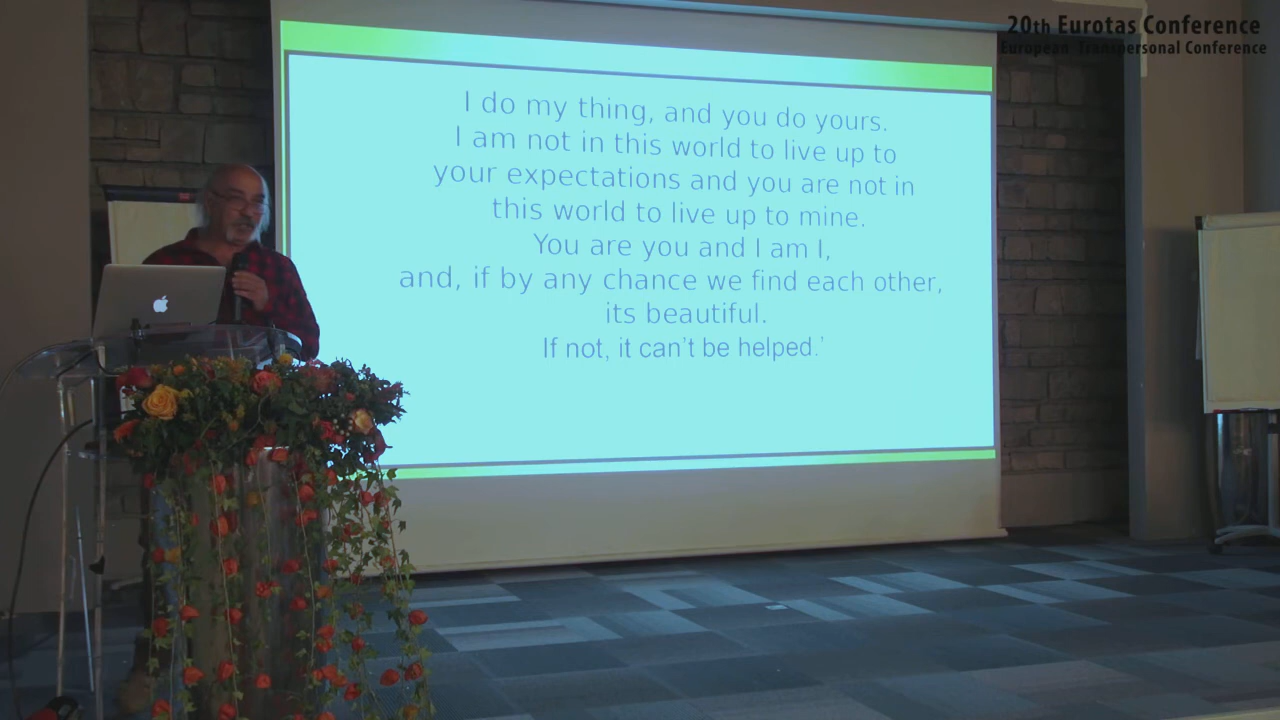 20th Eurotas Conference
European Transpersonal Conference
I do my thing, and you do yours.
I am not in this world to live up to
your expectations and you are not in
this world to live up to mine.
You are you and I am I,
and, if by any chance we find each other,
its beautiful.
If not, it can't be helped.'